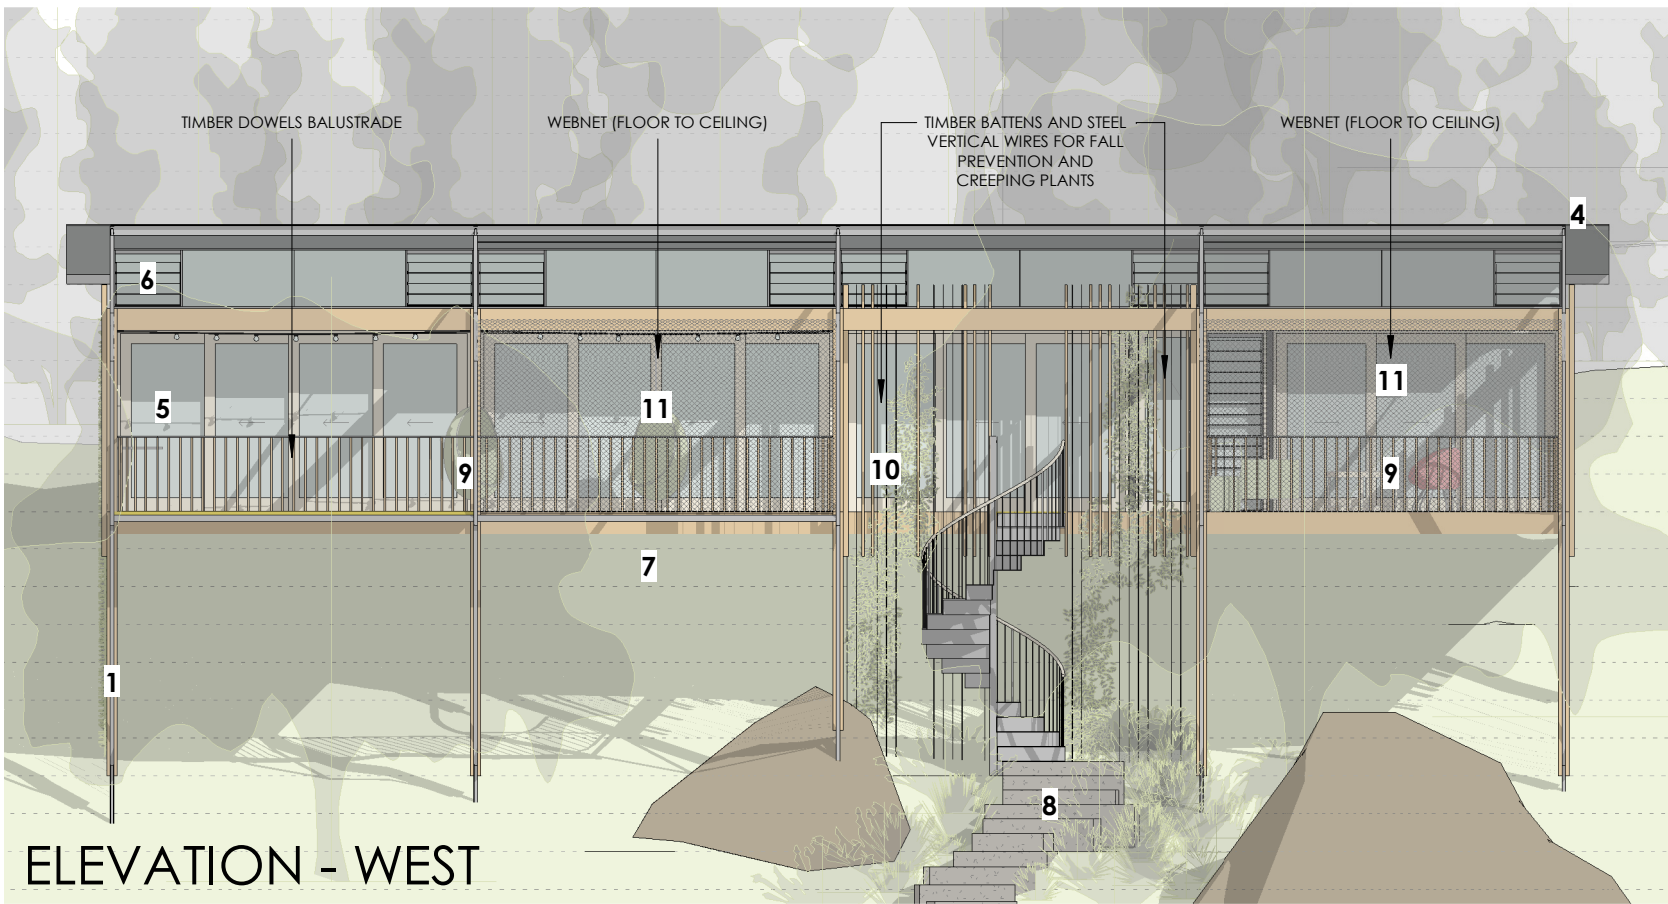 TIMBER DOWELS BALUSTRADE
WEBNET (FLOOR TO CEILING)
TIMBER BATTENS AND STEEL
VERTICAL WIRES FOR FALL
PREVENTION AND
CREEPING PLANTS
WEBNET (FLOOR TO CEILING)
4
6
5
11
11
10
9
9
7
1
8
ELEVATION - WEST